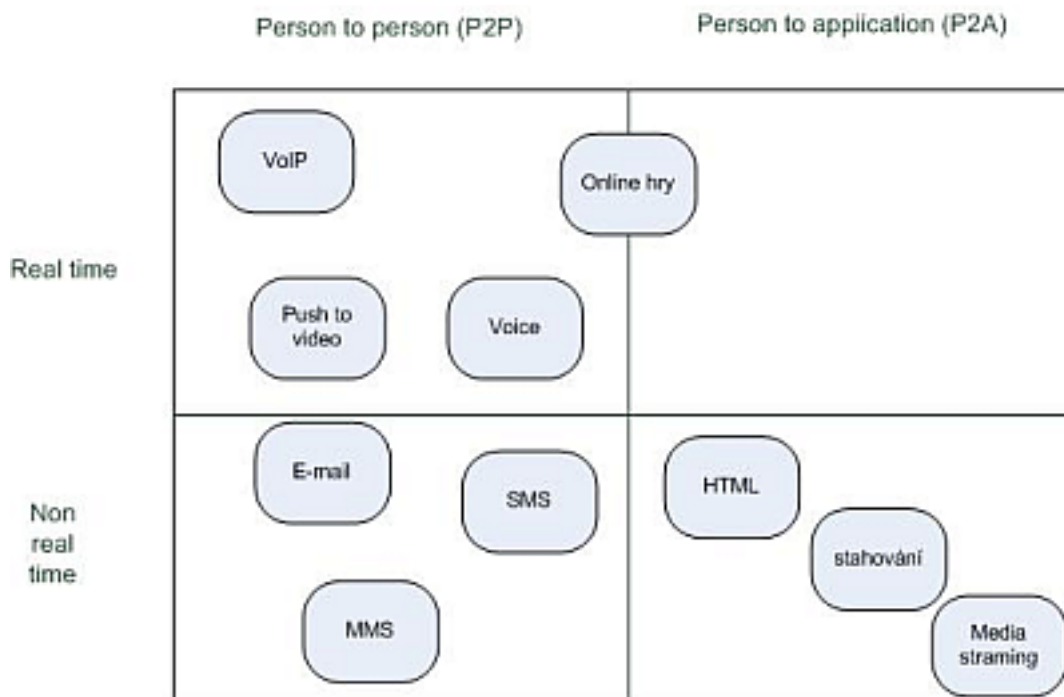 Person to person (P2P)
Person to application (P2A)
VoIP
Online hry
Real time
Push to
video
Voice
E-mail
SMS
HTML
Non
real
time
stahování
MMS
Media
straming